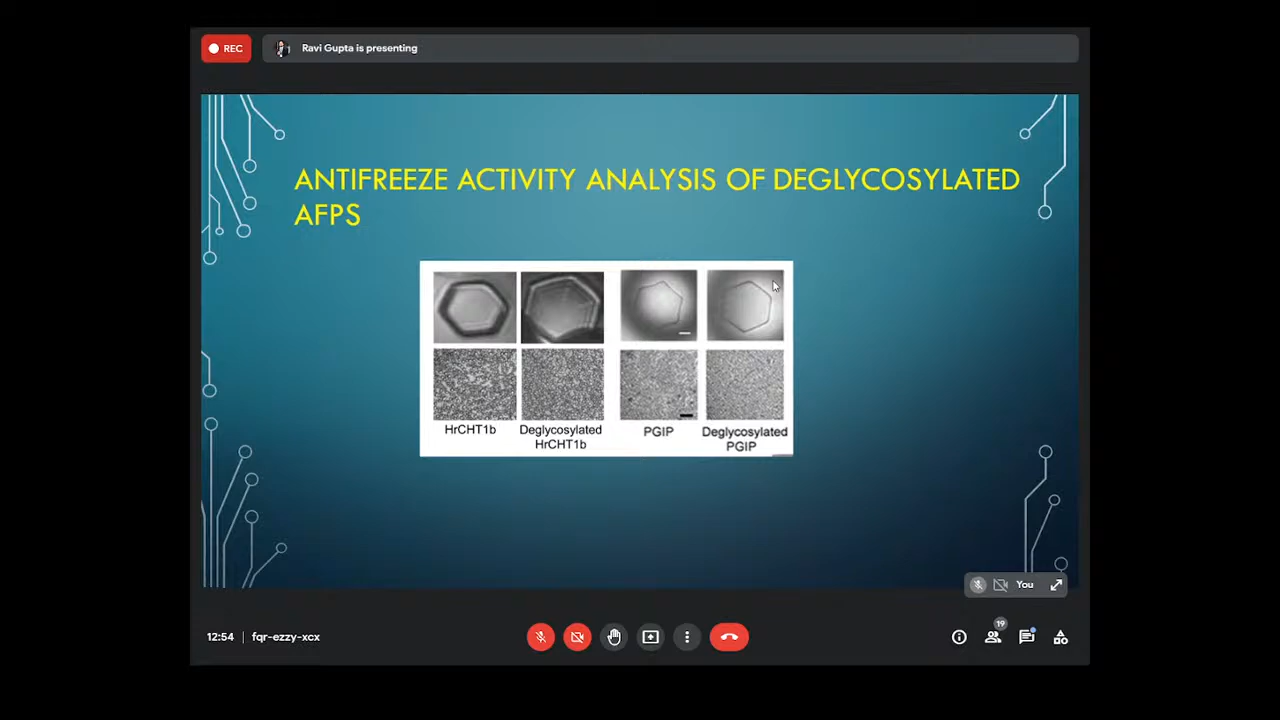 REC
Ravi Gupta is presenting
ANTIFREEZE ACTIVITY ANALYSIS OF DEGLYCOSYLATED
AFPS
HrCHT1b
Deglycosylated
HrCHT1b
PGIP
Deglycosylated
PGIP
You
12:54 | fqr-ezzy-xcx
19